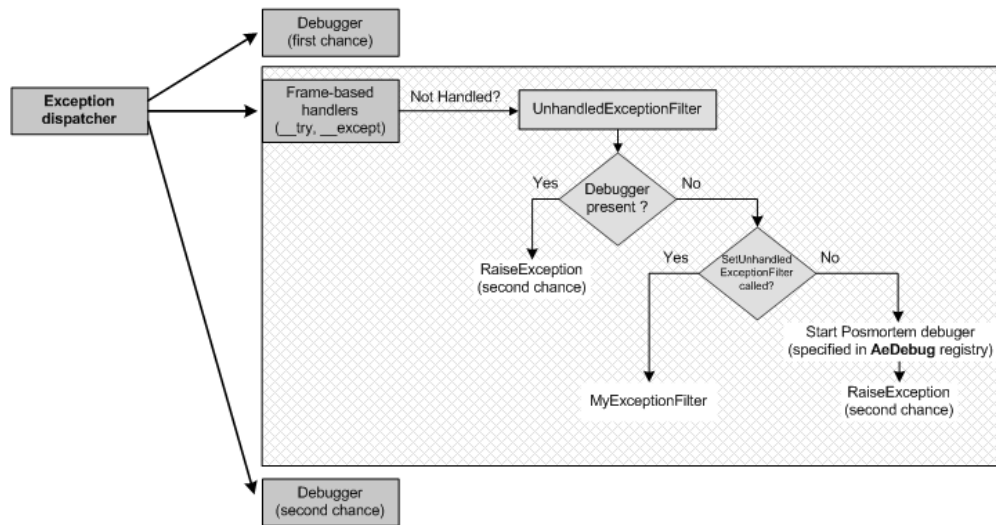 Debugger
(first chance)
Exception
dispatcher
Frame-based
handlers
(__try, __except)
Not Handled?
UnhandledExceptionFilter
Debugger
present ?
Yes
No
RaiseException
(second chance)
SetUnhandled
ExceptionFilter
called?
Yes
No
MyExceptionFilter
Start Posmortem debuger
(specified in AeDebug registry)
RaiseException
(second chance)
Debugger
(second chance)